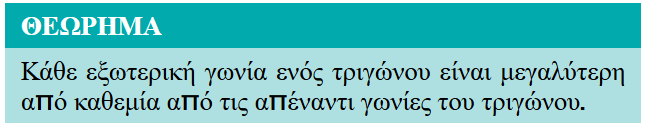 ΘΕΩΡΗΜΑ
Κάθε εξωτερική γωνία ενός τριγώνου είναι μεγαλύτερη
από καθεμία από τις απέναντι γωνίες του τριγώνου.